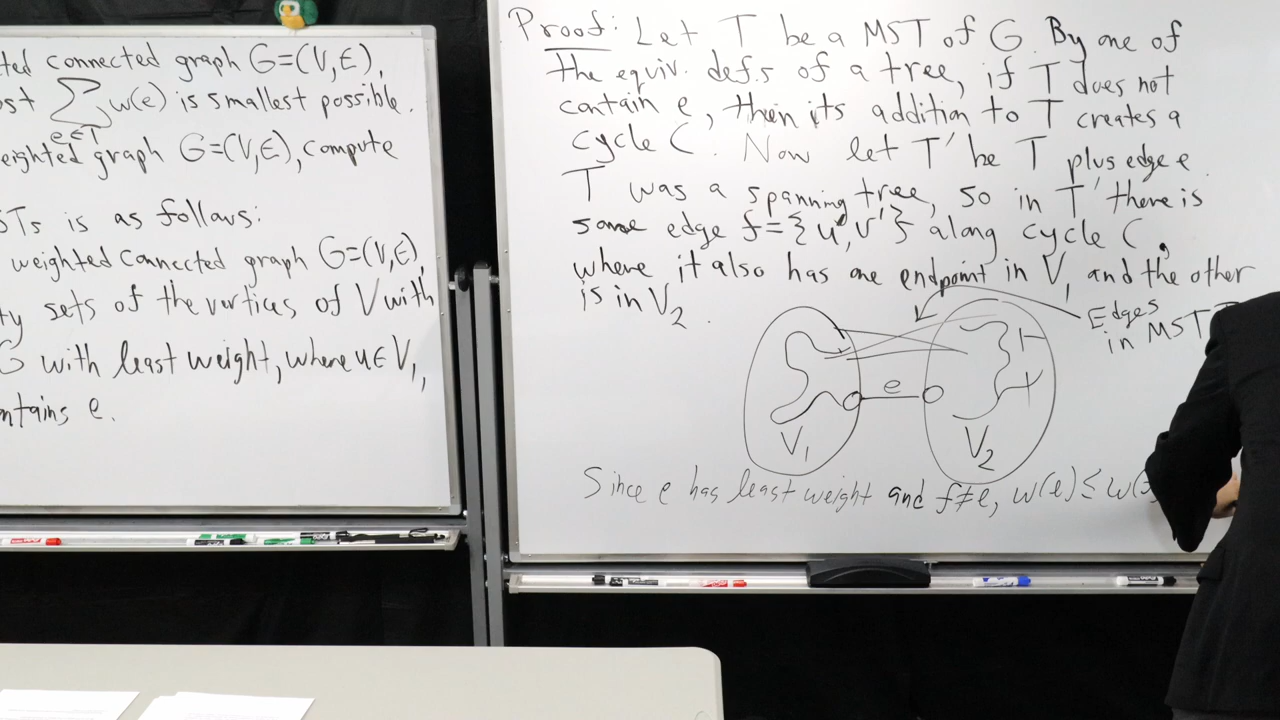 ted connected graph G=(V,E),
ost ∑ w(e) is smallest possible.
e∈T
eighted graph G=(V,E), compute
STs is as follows:
weighted connected graph G=(V,E),
ty sets of the vertices of V with
G with least weight, where u∈V₁,
ntains e.
Proof: Let T be a MST of G. By one of
the equiv. defs of a tree, if T does not
contain e, then its addition to T creates a
cycle C. Now let T' be T plus edge e.
T was a spanning tree, so in T' there is
some edge f={u',v'} along cycle C,
where it also has one endpoint in V₁ and the other
is in V₂.
Edges
in MST
e
V₁
V₂
Since e has least weight and f≠e, w(e)≤w(